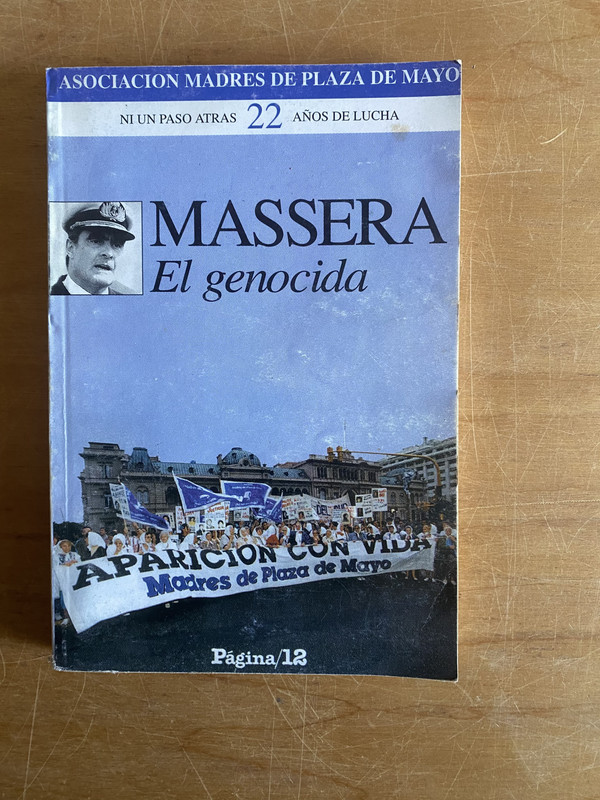 ASOCIACION MADRES DE PLAZA DE MAYO
NI UN PASO ATRAS 22 AÑOS DE LUCHA
MASSERA
El genocida
APARICION CON VIDA
Madres de Plaza de Mayo
Página/12